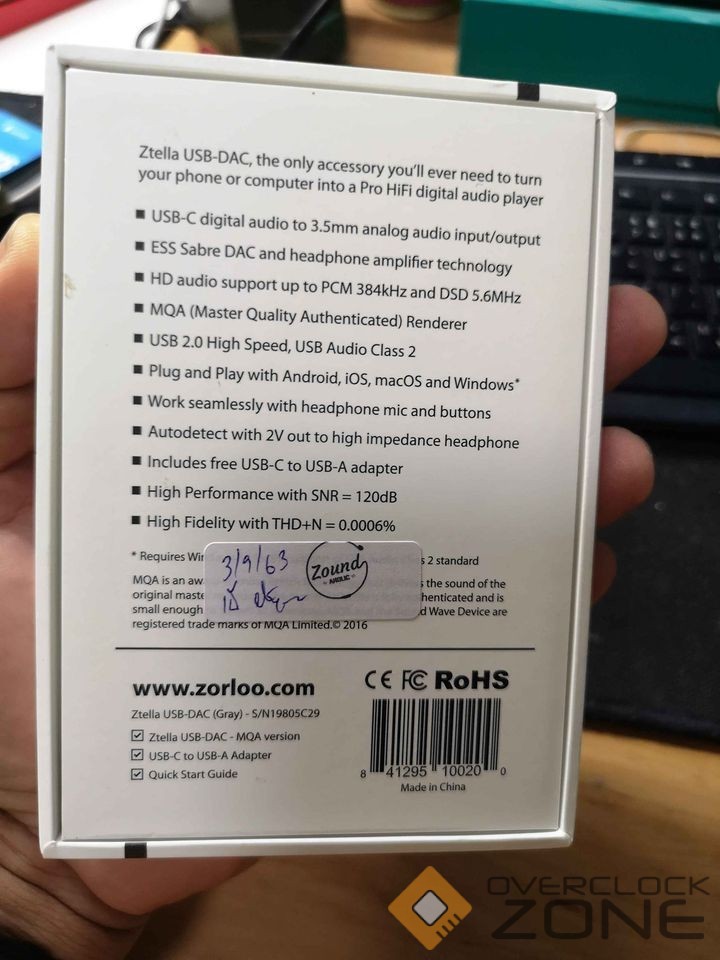 Ztella USB-DAC, the only accessory you'll ever need to turn
your phone or computer into a Pro HiFi digital audio player
■ USB-C digital audio to 3.5mm analog audio input/output
■ ESS Sabre DAC and headphone amplifier technology
■ HD audio support up to PCM 384kHz and DSD 5.6MHz
■ MQA (Master Quality Authenticated) Renderer
■ USB 2.0 High Speed, USB Audio Class 2
■ Plug and Play with Android, iOS, macOS and Windows*
■ Work seamlessly with headphone mic and buttons
■ Autodetect with 2V out to high impedance headphone
■ Includes free USB-C to USB-A adapter
■ High Performance with SNR = 120dB
■ High Fidelity with THD+N = 0.0006%
* Requires 2 standard
3/9/63
Zound
AHOLIC
MQA is an the sound of the
original and is
small enough Wave Device are
registered trade marks of MQA Limited.© 2016
www.zorloo.com
CE FC RoHS
Ztella USB-DAC (Gray) - S/N19805C29
☑ Ztella USB-DAC - MQA version
☑ USB-C to USB-A Adapter
☑ Quick Start Guide
8 41295 10020 0
Made in China
OVERCLOCK
ZONE